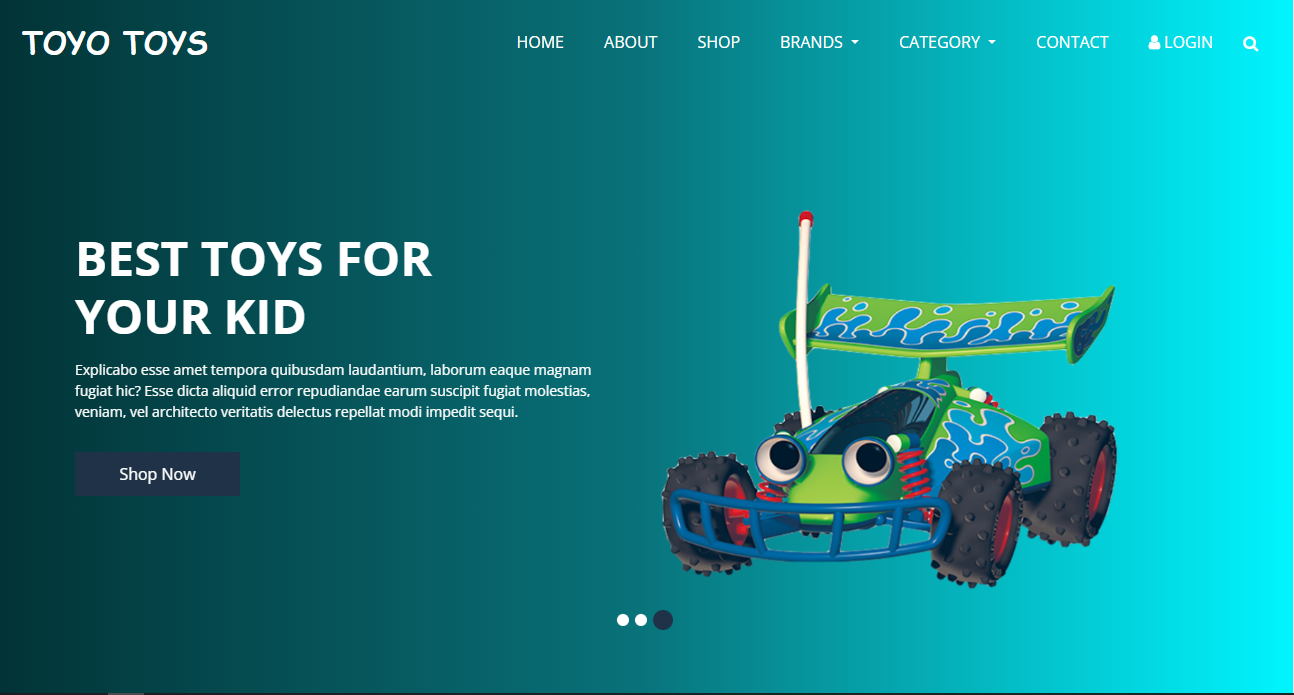 TOYO TOYS
HOME ABOUT SHOP BRANDS CATEGORY CONTACT LOGIN
BEST TOYS FOR
YOUR KID
Explicabo esse amet tempora quibusdam laudantium, laborum eaque magnam
fugiat hic? Esse dicta aliquid error repudiandae earum suscipit fugiat molestias,
veniam, vel architecto veritatis delectus repellat modi impedit sequi.
Shop Now